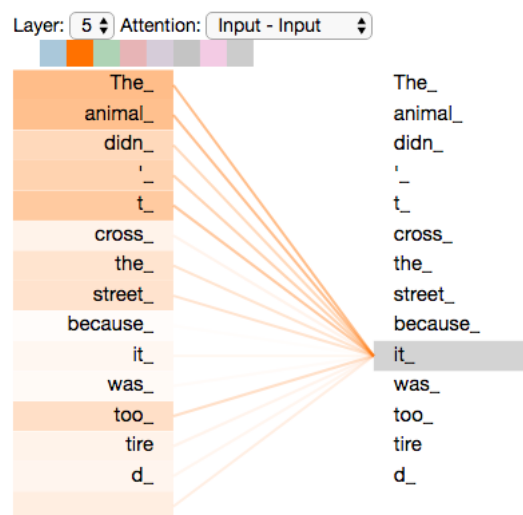 Layer: 5 Attention: Input - Input
The_ The_
animal_ animal_
didn_ didn_
'_ '_
t_ t_
cross_ cross_
the_ the_
street_ street_
because_ because_
it_ it_
was_ was_
too_ too_
tire tire
d_ d_